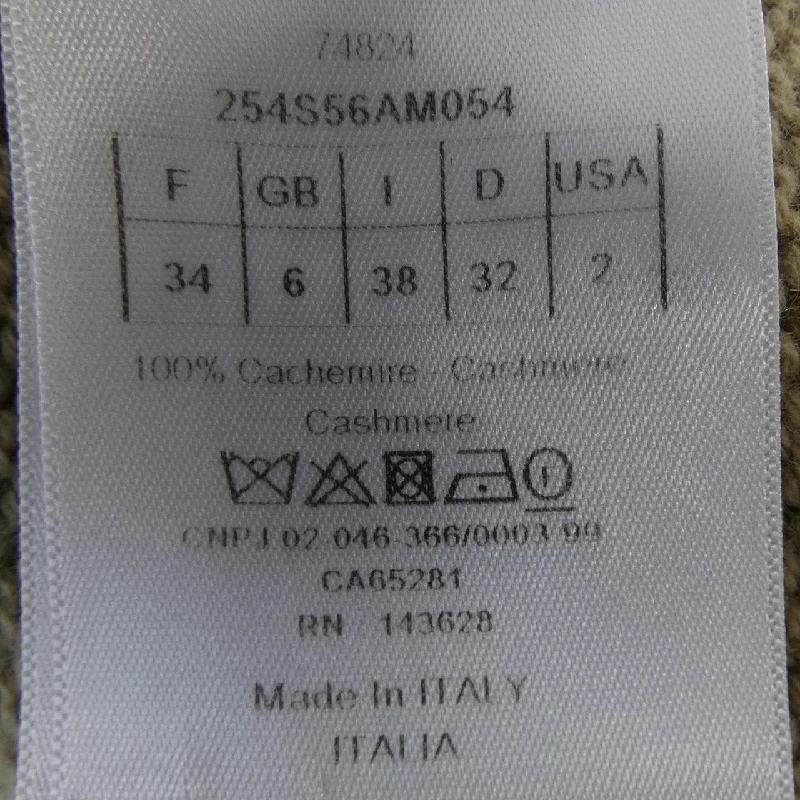 74824
254S56AM054
F GB I D USA
34 6 38 32 2
100% Cachemire - Cashmere
Cashmere
CNPJ 02 046 366/0003 99
CA65281
RN 143628
Made In ITALY
ITALIA